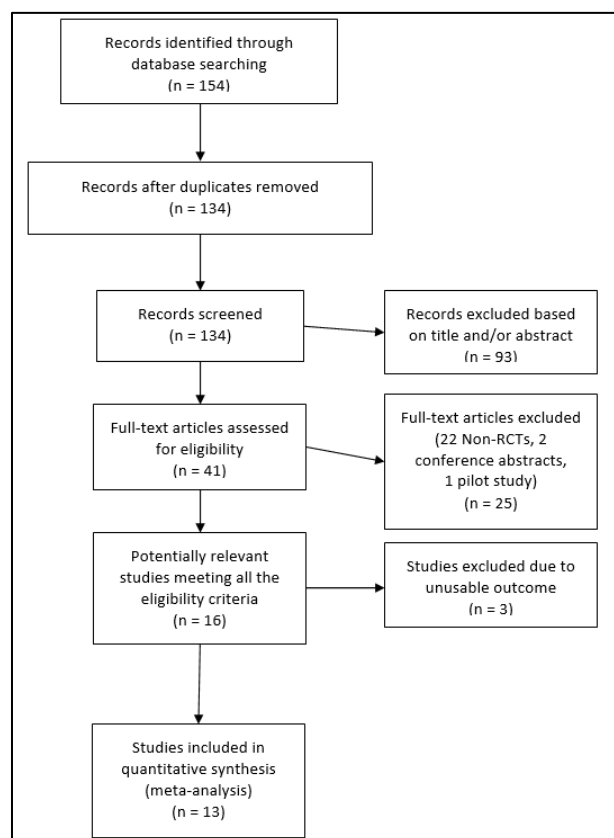 Records identified through
database searching
(n = 154)
Records after duplicates removed
(n = 134)
Records screened
(n = 134)
Records excluded based
on title and/or abstract
(n = 93)
Full-text articles assessed
for eligibility
(n = 41)
Full-text articles excluded
(22 Non-RCTs, 2
conference abstracts,
1 pilot study)
(n = 25)
Potentially relevant
studies meeting all the
eligibility criteria
(n = 16)
Studies excluded due to
unusable outcome
(n = 3)
Studies included in
quantitative synthesis
(meta-analysis)
(n = 13)